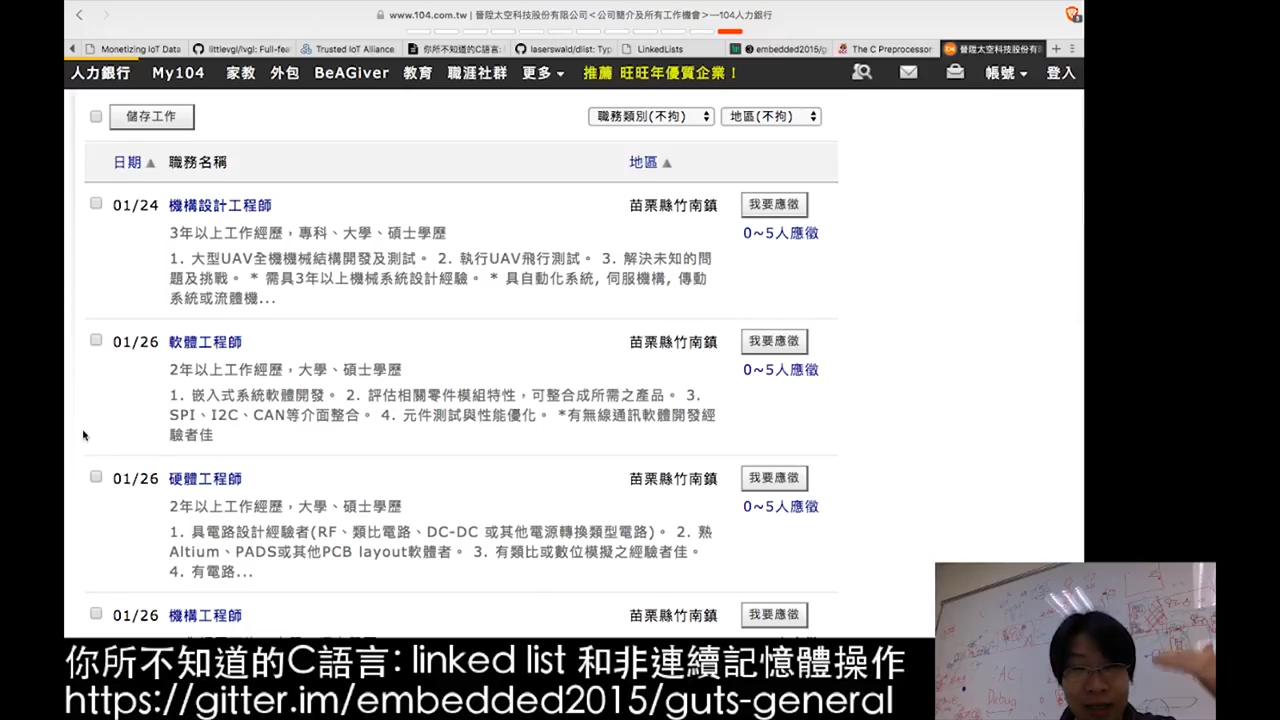 www.104.com.tw | 晉陞太空科技股份有限公司<公司簡介及所有工作機會>—104人力銀行
Monetizing IoT Data
littlevgl/lvgl: Full-fea
Trusted IoT Alliance
你所不知道的C語言:
laserswald/dlist: Typ
LinkedLists
embedded2015/g
The C Preprocessor
晉陞太空科技股份有
人力銀行 My104 家教 外包 BeAGiver 教育 職涯社群 更多 推薦 旺旺年優質企業！ 帳號 登入
儲存工作 職務類別(不拘) 地區(不拘)
日期 職務名稱 地區
01/24 機構設計工程師 苗栗縣竹南鎮 我要應徵
3年以上工作經歷，專科、大學、碩士學歷 0~5人應徵
1. 大型UAV全機機械結構開發及測試。 2. 執行UAV飛行測試。 3. 解決未知的問
題及挑戰。 * 需具3年以上機械系統設計經驗。 * 具自動化系統, 伺服機構, 傳動
系統或流體機...
01/26 軟體工程師 苗栗縣竹南鎮 我要應徵
2年以上工作經歷，大學、碩士學歷 0~5人應徵
1. 嵌入式系統軟體開發。 2. 評估相關零件模組特性，可整合成所需之產品。 3.
SPI、I2C、CAN等介面整合。 4. 元件測試與性能優化。 *有無線通訊軟體開發經
驗者佳
01/26 硬體工程師 苗栗縣竹南鎮 我要應徵
2年以上工作經歷，大學、碩士學歷 0~5人應徵
1. 具電路設計經驗者(RF、類比電路、DC-DC 或其他電源轉換類型電路)。 2. 熟
Altium、PADS或其他PCB layout軟體者。 3. 有類比或數位模擬之經驗者佳。
4. 有電路...
01/26 機構工程師 苗栗縣竹南鎮 我要應徵
你所不知道的C語言: linked list 和非連續記憶體操作
https://gitter.im/embedded2015/guts-general
Debug